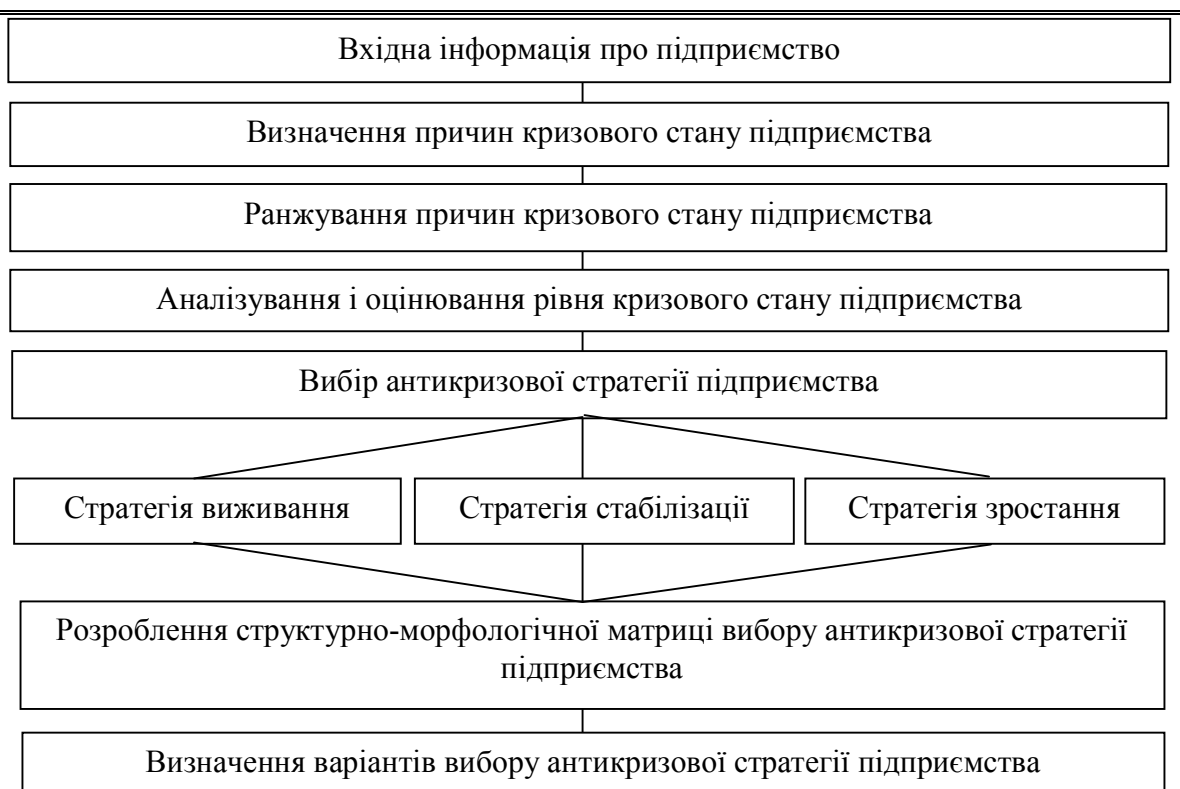 Вхідна інформація про підприємство
Визначення причин кризового стану підприємства
Ранжування причин кризового стану підприємства
Аналізування і оцінювання рівня кризового стану підприємства
Вибір антикризової стратегії підприємства
Стратегія виживання
Стратегія стабілізації
Стратегія зростання
Розроблення структурно-морфологічної матриці вибору антикризової стратегії
підприємства
Визначення варіантів вибору антикризової стратегії підприємства